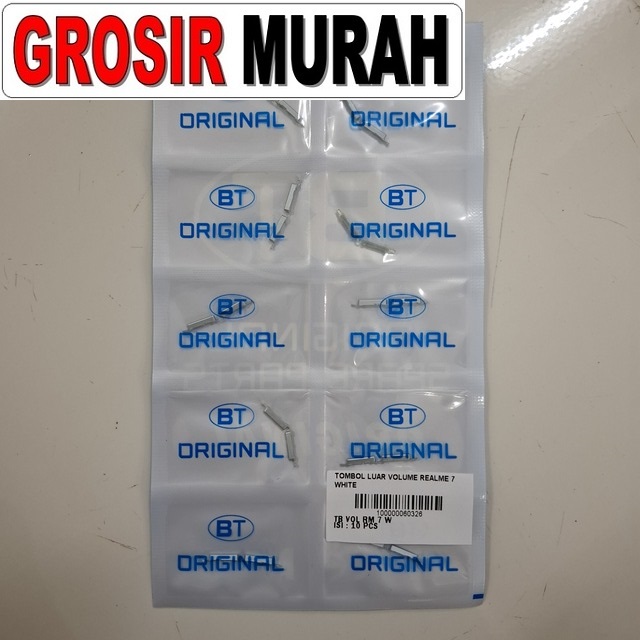 GROSIR MURAH
ORIGINAL
ORIGINAL
BT
ORIGINAL
BT
ORIGINAL
BT
ORIGINAL
BT
ORIGINAL
BT
ORIGINAL
BT
ORIGINAL
TOMBOL LUAR VOLUME REALME 7
WHITE
100000060326
TB VOL RM 7 W
ISI : 10 PCS
BT
ORIGINAL
ORIGINAL